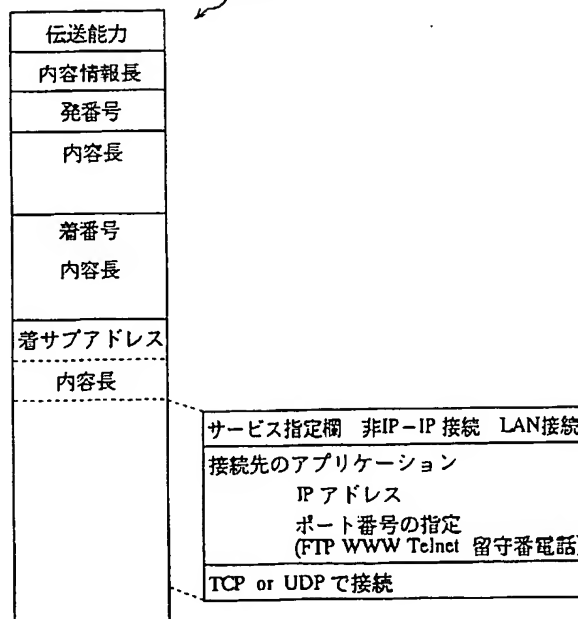 伝送能力
内容情報長
発番号
内容長
着番号
内容長
着サブアドレス
内容長
サービス指定欄 非IP-IP 接続 LAN接続
接続先のアプリケーション
IP アドレス
ポート番号の指定
(FTP WWW Telnet 留守番電話)
TCP or UDP で接続